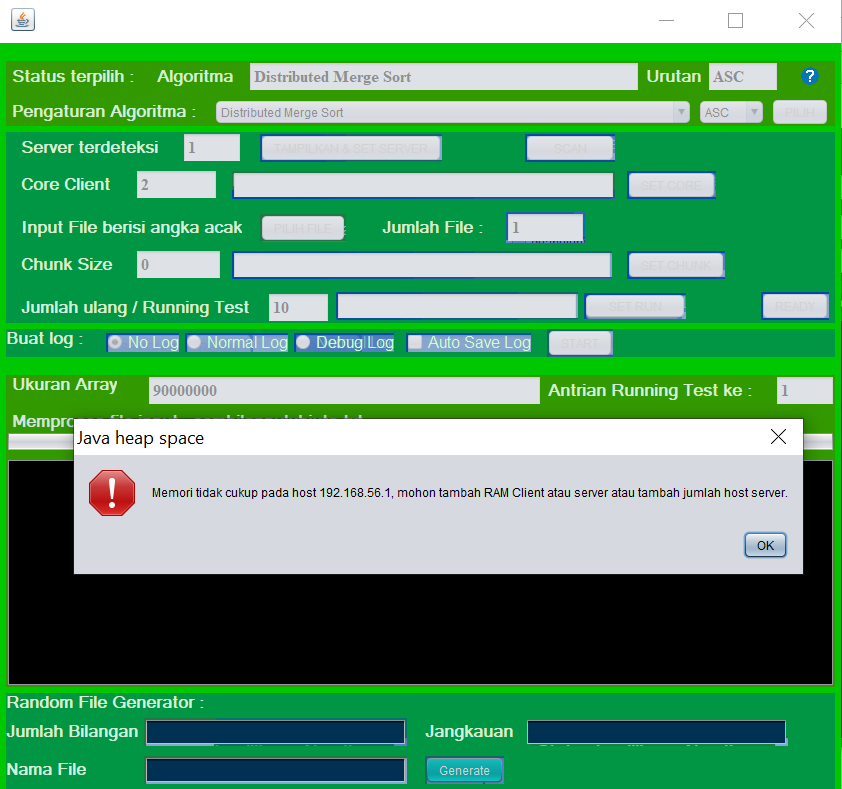 Status terpilih : Algoritma Distributed Merge Sort Urutan ASC ?
Pengaturan Algoritma : Distributed Merge Sort ASC PILIH
Server terdeteksi 1 TAMPILKAN & SET SERVER SCAN
Core Client 2 SET CORE
Input File berisi angka acak PILIH FILE Jumlah File : 1
Chunk Size 0 SET CHUNK
Jumlah ulang / Running Test 10 SET RUN READY
Buat log : No Log Normal Log Debug Log Auto Save Log START
Ukuran Array 90000000 Antrian Running Test ke : 1
Java heap space
Memori tidak cukup pada host 192.168.56.1, mohon tambah RAM Client atau server atau tambah jumlah host server.
OK
Random File Generator :
Jumlah Bilangan Jangkauan
Nama File Generate